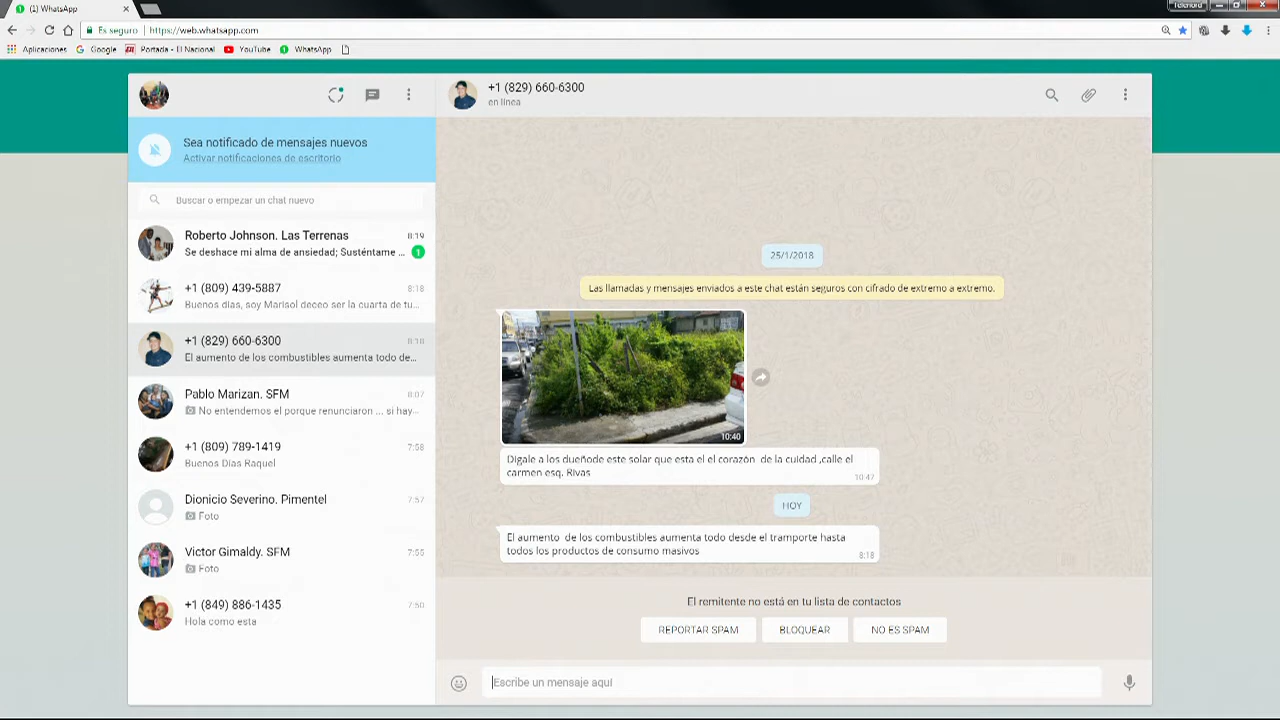 (1) WhatsApp
Telenord
Es seguro https://web.whatsapp.com
Aplicaciones Google Portada - El Nacional YouTube WhatsApp
+1 (829) 660-6300
en línea
Sea notificado de mensajes nuevos
Activar notificaciones de escritorio
Buscar o empezar un chat nuevo
Roberto Johnson. Las Terrenas 8:19
Se deshace mi alma de ansiedad; Susténtame ... 1
+1 (809) 439-5887 8:18
Buenos días, soy Marisol deceo ser la cuarta de tu...
+1 (829) 660-6300 8:18
El aumento de los combustibles aumenta todo de...
Pablo Marizan. SFM 8:07
No entendemos el porque renunciaron ... si hay...
+1 (809) 789-1419 7:58
Buenos Dias Raquel
Dionicio Severino. Pimentel 7:57
Foto
Victor Gimaldy. SFM 7:55
Foto
+1 (849) 886-1435 7:50
Hola como esta
25/1/2018
Las llamadas y mensajes enviados a este chat están seguros con cifrado de extremo a extremo.
10:40
Digale a los dueñode este solar que esta el el corazón de la cuidad ,calle el
carmen esq. Rivas
10:47
HOY
El aumento de los combustibles aumenta todo desde el tramporte hasta
todos los productos de consumo masivos
8:18
El remitente no está en tu lista de contactos
REPORTAR SPAM BLOQUEAR NO ES SPAM
Escribe un mensaje aquí